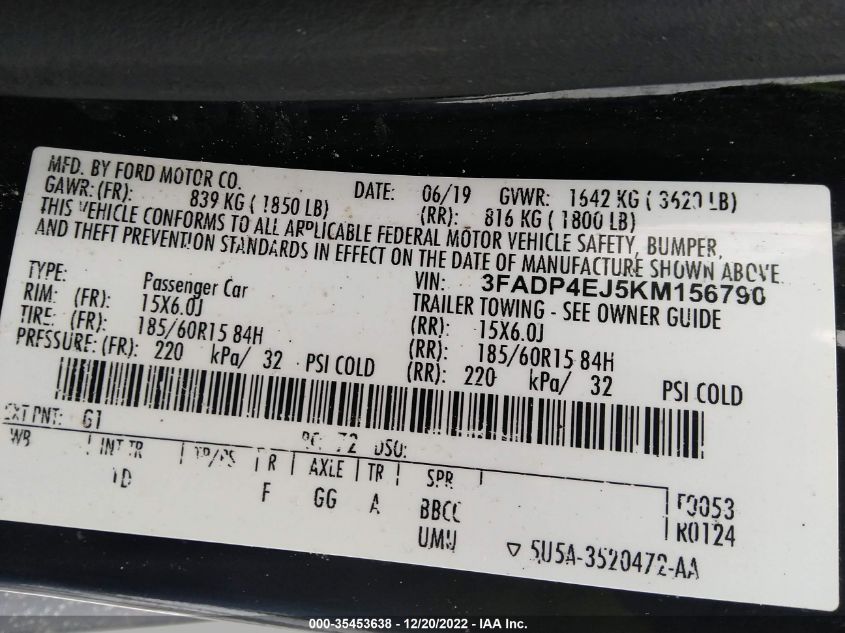 MFD. BY FORD MOTOR CO.
DATE: 06/19 GVWR: 1642 KG ( 3620 LB)
GAWR: (FR): 839 KG ( 1850 LB) (RR): 816 KG ( 1800 LB)
THIS VEHICLE CONFORMS TO ALL APPLICABLE FEDERAL MOTOR VEHICLE SAFETY, BUMPER,
AND THEFT PREVENTION STANDARDS IN EFFECT ON THE DATE OF MANUFACTURE SHOWN ABOVE
VIN: 3FADP4EJ5KM156790
TYPE: Passenger Car TRAILER TOWING - SEE OWNER GUIDE
RIM: (FR): 15X6.0J (RR): 15X6.0J
TIRE: (FR): 185/60R15 84H (RR): 185/60R15 84H
PRESSURE: (FR): 220 kPa/ 32 PSI COLD (RR): 220 kPa/ 32 PSI COLD
EXT PNT: G1 72 DSO:
WB INT TR TP/PS R AXLE TR SPR
F GG A BBCC F0053
UMU R0124
5U5A-3520472-AA
000-35453638 - 12/20/2022 - IAA Inc.